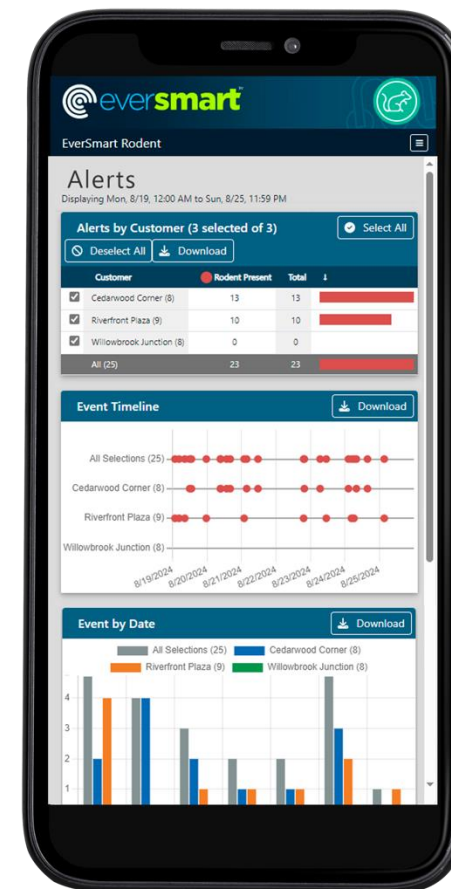 eversmart
EverSmart Rodent
Alerts
Displaying Mon, 8/19, 12:00 AM to Sun, 8/25, 11:59 PM
Alerts by Customer (3 selected of 3)
Select All
Deselect All
Download
Customer Rodent Present Total ↓
Cedarwood Corner (8) 13 13
Riverfront Plaza (9) 10 10
Willowbrook Junction (8) 0 0
All (25) 23 23
Event Timeline
Download
All Selections (25)
Cedarwood Corner (8)
Riverfront Plaza (9)
Willowbrook Junction (8)
8/19/2024 8/20/2024 8/21/2024 8/22/2024 8/23/2024 8/24/2024 8/25/2024
Event by Date
Download
All Selections (25) Cedarwood Corner (8)
Riverfront Plaza (9) Willowbrook Junction (8)
4
3
2
1